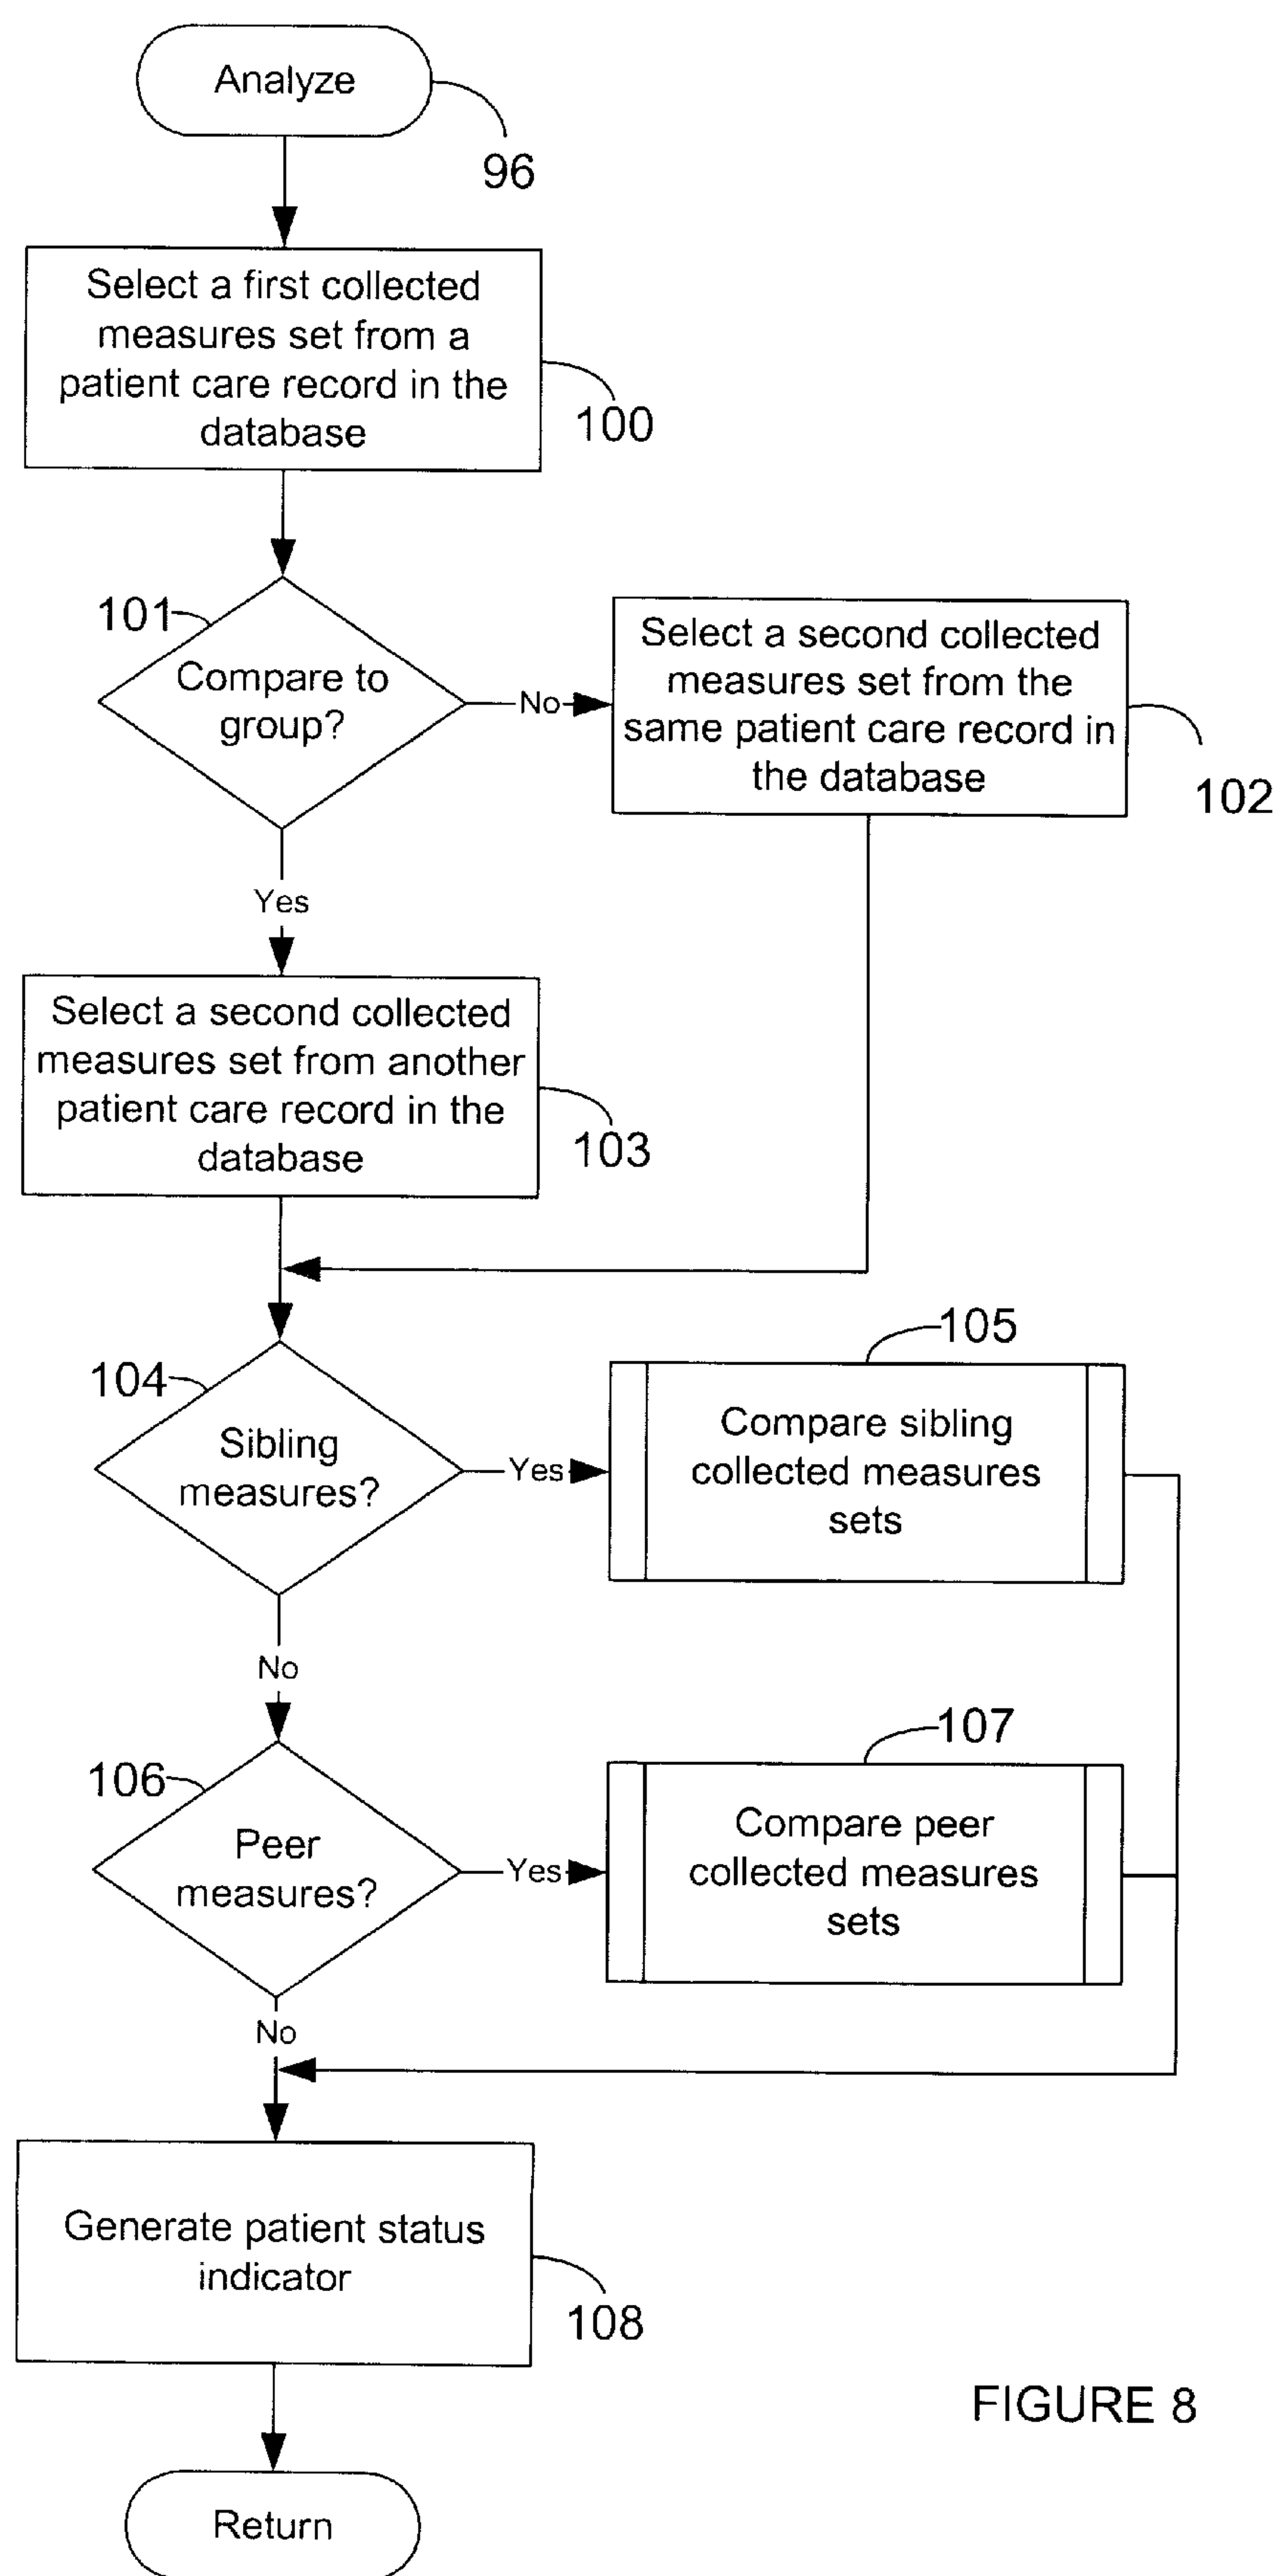 Analyze
96
Select a first collected
measures set from a
patient care record in the
database
100
101
Compare to
group?
No
Select a second collected
measures set from the
same patient care record in
the database
102
Yes
Select a second collected
measures set from another
patient care record in the
database
103
104
Sibling
measures?
Yes
105
Compare sibling
collected measures
sets
No
106
Peer
measures?
Yes
107
Compare peer
collected measures
sets
No
Generate patient status
indicator
108
FIGURE 8
Return